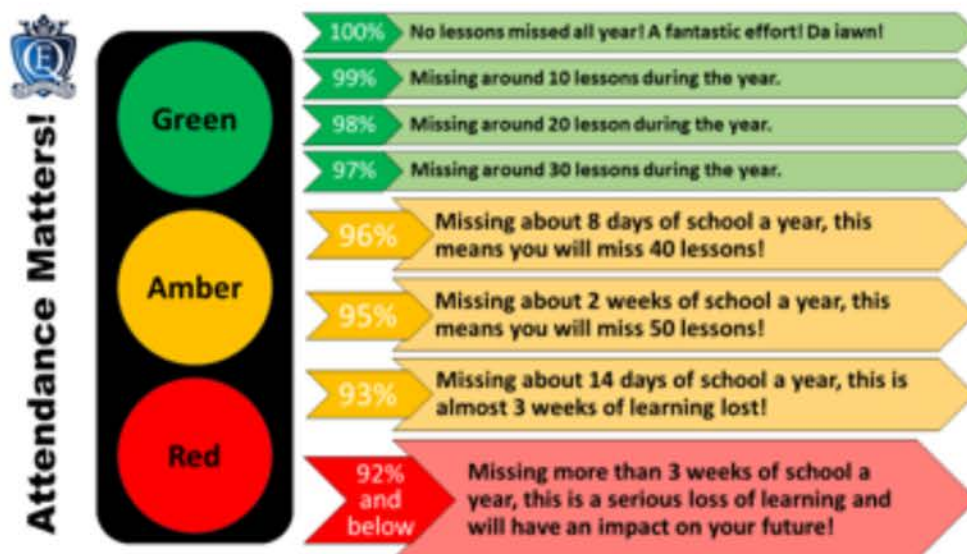 Attendance Matters!
Green
Amber
Red
100%
No lessons missed all year! A fantastic effort! Da iawn!
99%
Missing around 10 lessons during the year.
98%
Missing around 20 lesson during the year.
97%
Missing around 30 lessons during the year.
96%
Missing about 8 days of school a year, this
means you will miss 40 lessons!
95%
Missing about 2 weeks of school a year, this
means you will miss 50 lessons!
93%
Missing about 14 days of school a year, this is
almost 3 weeks of learning lost!
92%
and
below
Missing more than 3 weeks of school a
year, this is a serious loss of learning and
will have an impact on your future!